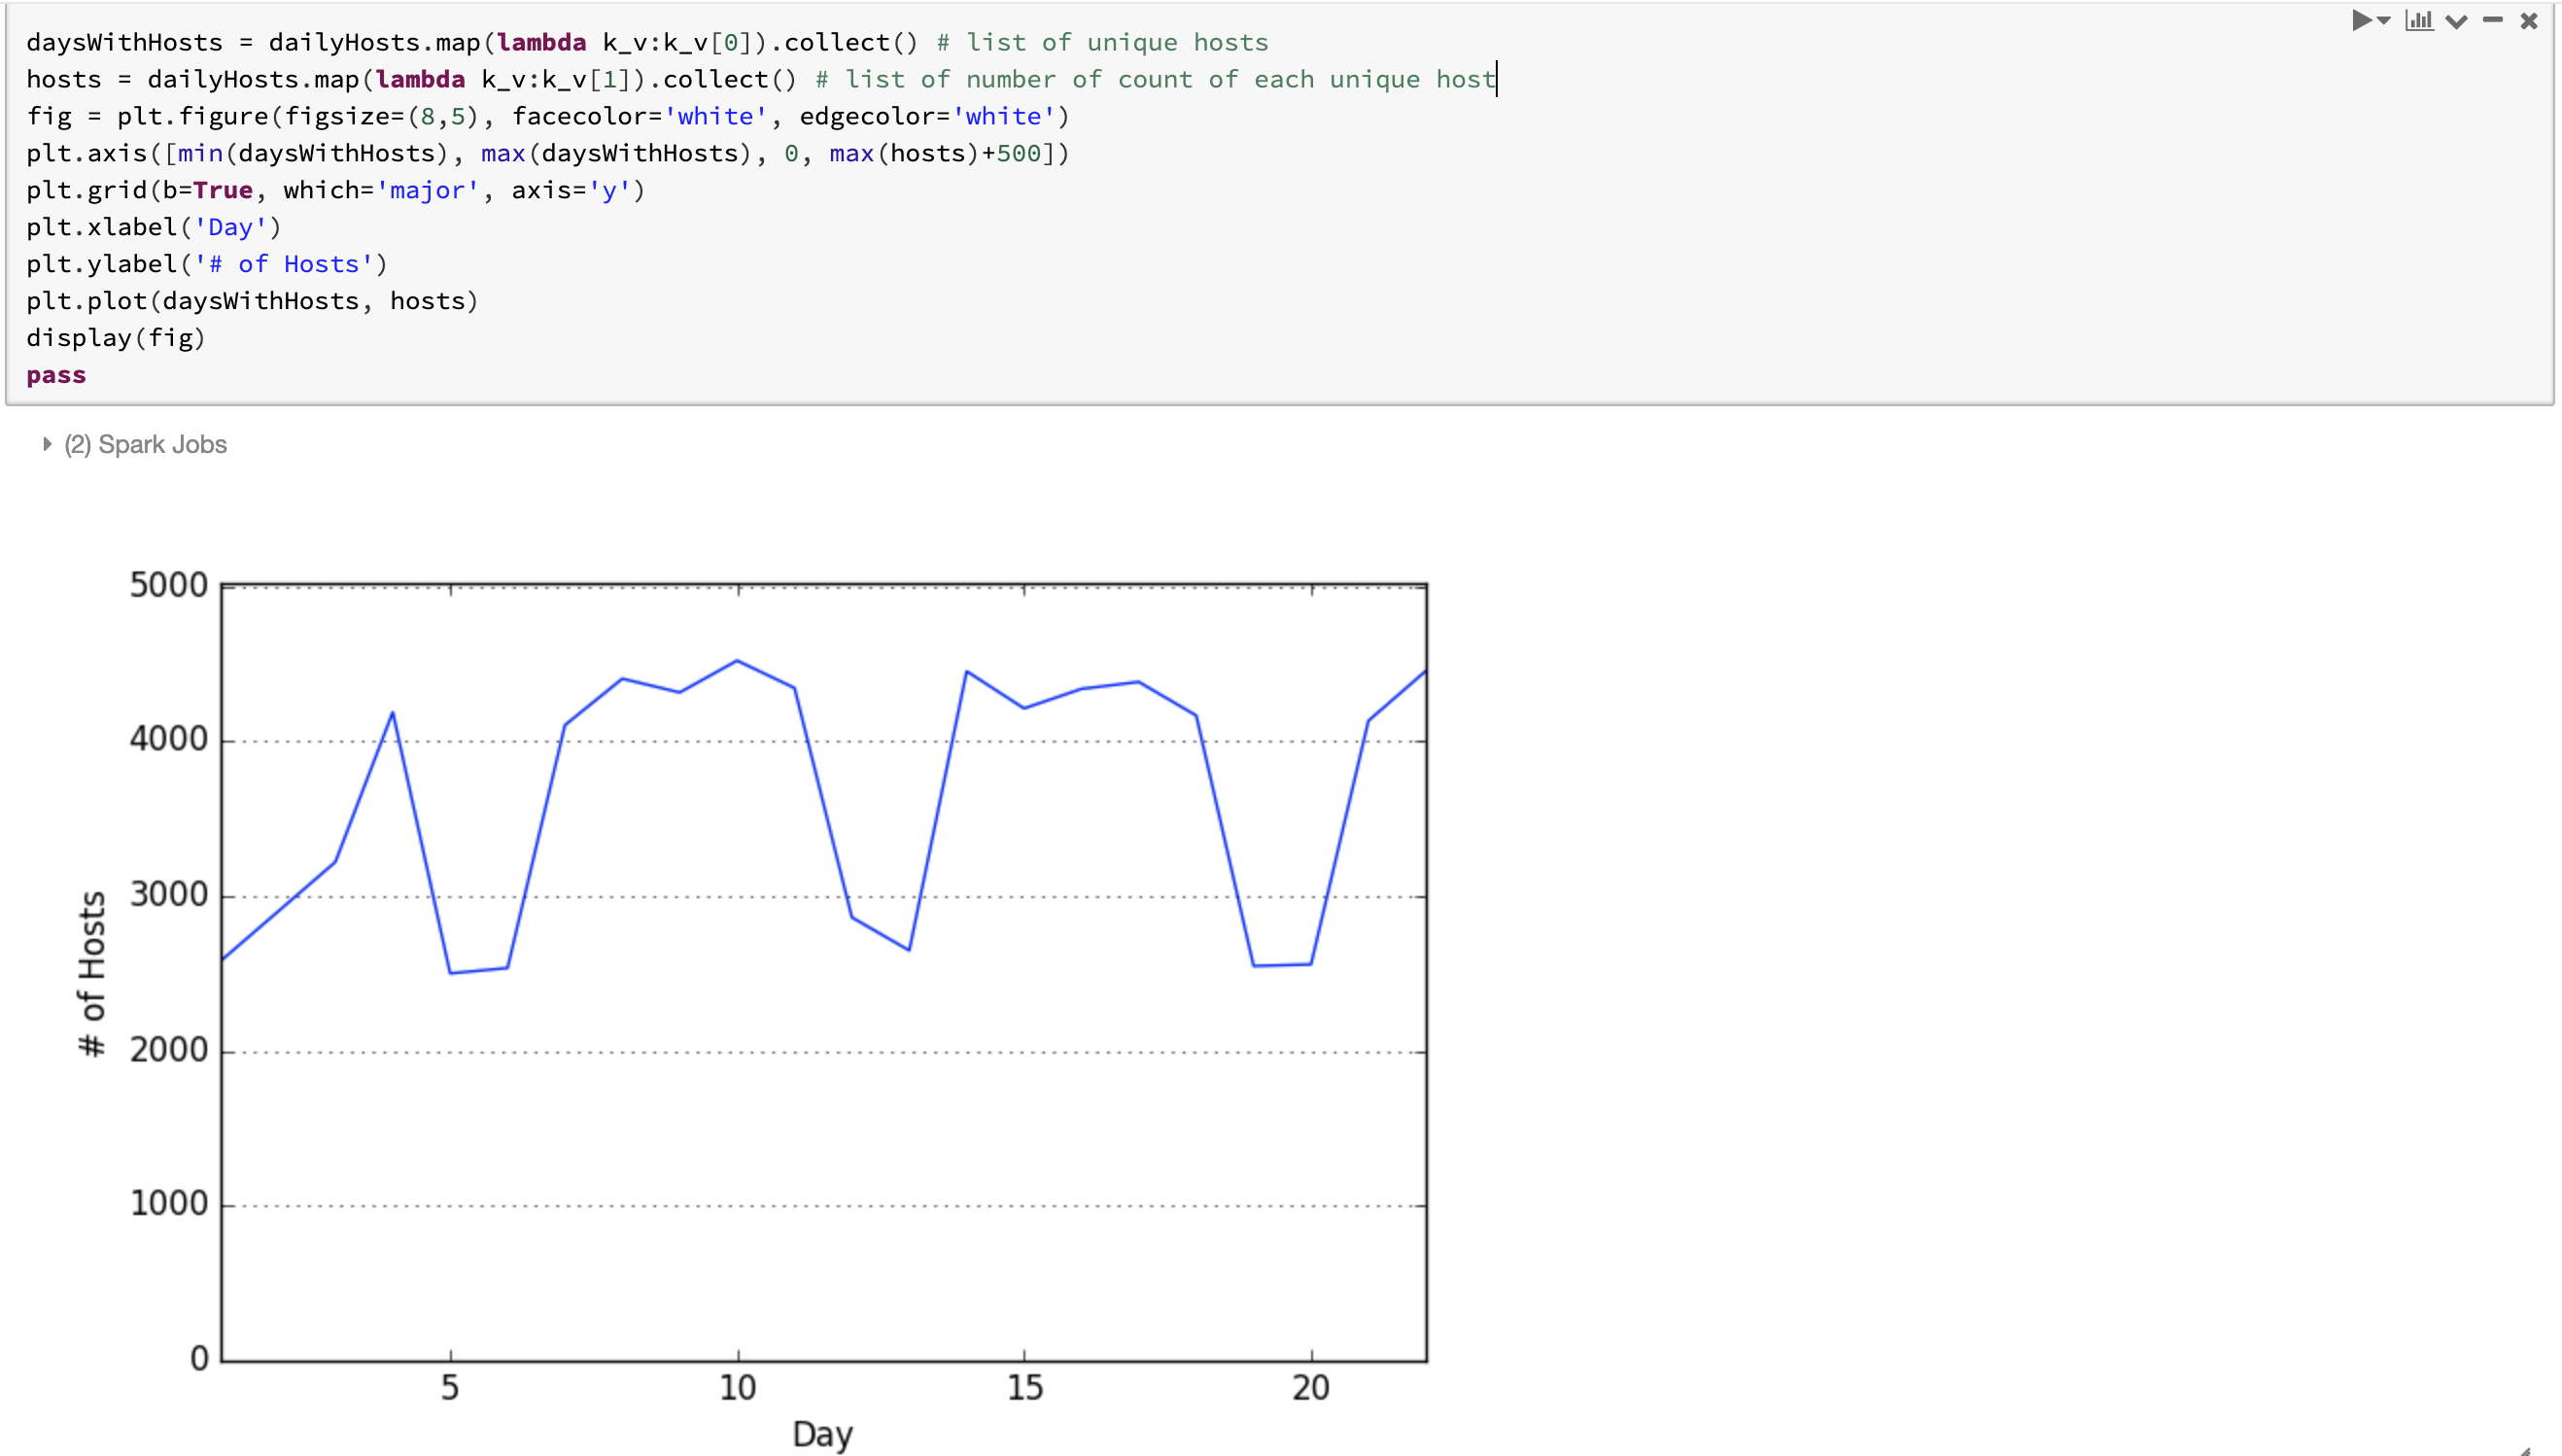 daysWithHosts = dailyHosts.map(lambda k_v:k_v[0]).collect() # list of unique hosts
hosts = dailyHosts.map(lambda k_v:k_v[1]).collect() # list of number of count of each unique host
fig = plt.figure(figsize=(8,5), facecolor='white', edgecolor='white')
plt.axis([min(daysWithHosts), max(daysWithHosts), 0, max(hosts)+500])
plt.grid(b=True, which='major', axis='y')
plt.xlabel('Day')
plt.ylabel('# of Hosts')
plt.plot(daysWithHosts, hosts)
display(fig)
pass
(2) Spark Jobs
5000
4000
3000
2000
1000
0
# of Hosts
5 10 15 20
Day